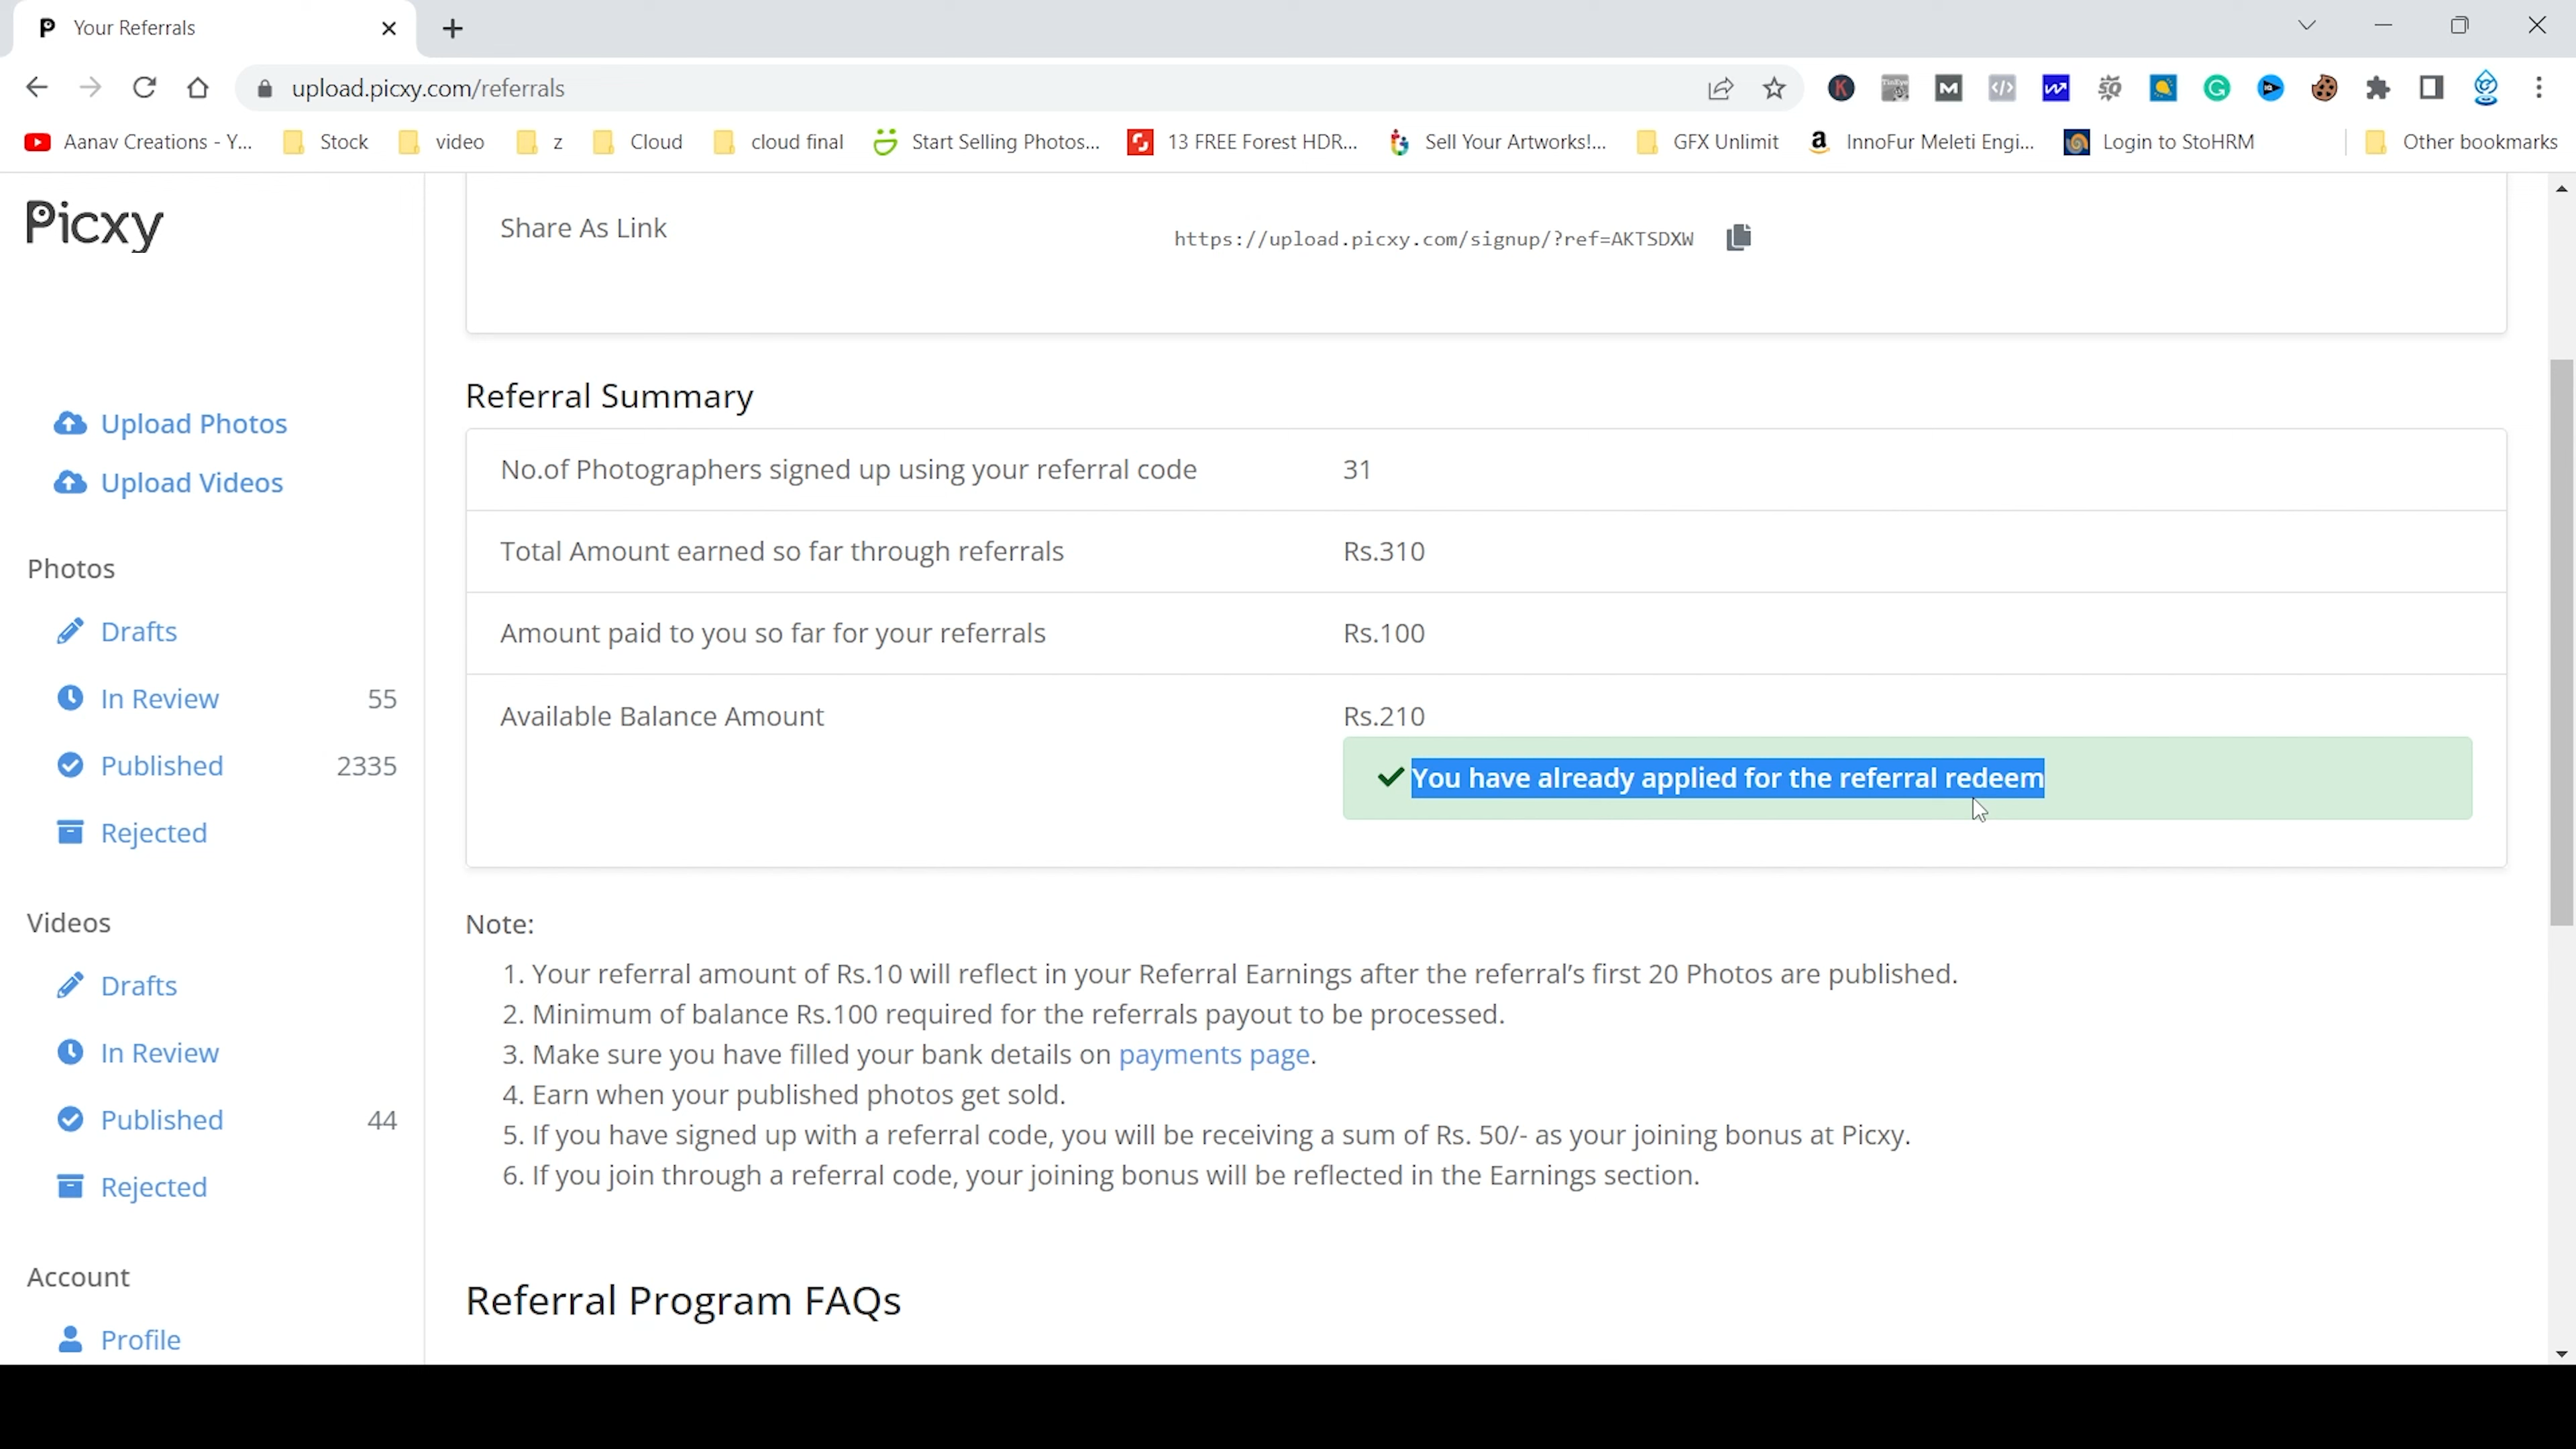 Your Referrals
upload.picxy.com/referrals
Aanav Creations - Y...
Stock
video
z
Cloud
cloud final
Start Selling Photos...
13 FREE Forest HDR...
Sell Your Artworks!...
GFX Unlimit
InnoFur Meleti Engi...
Login to StoHRM
Other bookmarks
Picxy
Upload Photos
Upload Videos
Photos
Drafts
In Review 55
Published 2335
Rejected
Videos
Drafts
In Review
Published 44
Rejected
Account
Profile
Share As Link https://upload.picxy.com/signup/?ref=AKTSDXW
Referral Summary
No.of Photographers signed up using your referral code 31
Total Amount earned so far through referrals Rs.310
Amount paid to you so far for your referrals Rs.100
Available Balance Amount Rs.210
You have already applied for the referral redeem
Note:
1. Your referral amount of Rs.10 will reflect in your Referral Earnings after the referral's first 20 Photos are published.
2. Minimum of balance Rs.100 required for the referrals payout to be processed.
3. Make sure you have filled your bank details on payments page.
4. Earn when your published photos get sold.
5. If you have signed up with a referral code, you will be receiving a sum of Rs. 50/- as your joining bonus at Picxy.
6. If you join through a referral code, your joining bonus will be reflected in the Earnings section.
Referral Program FAQs